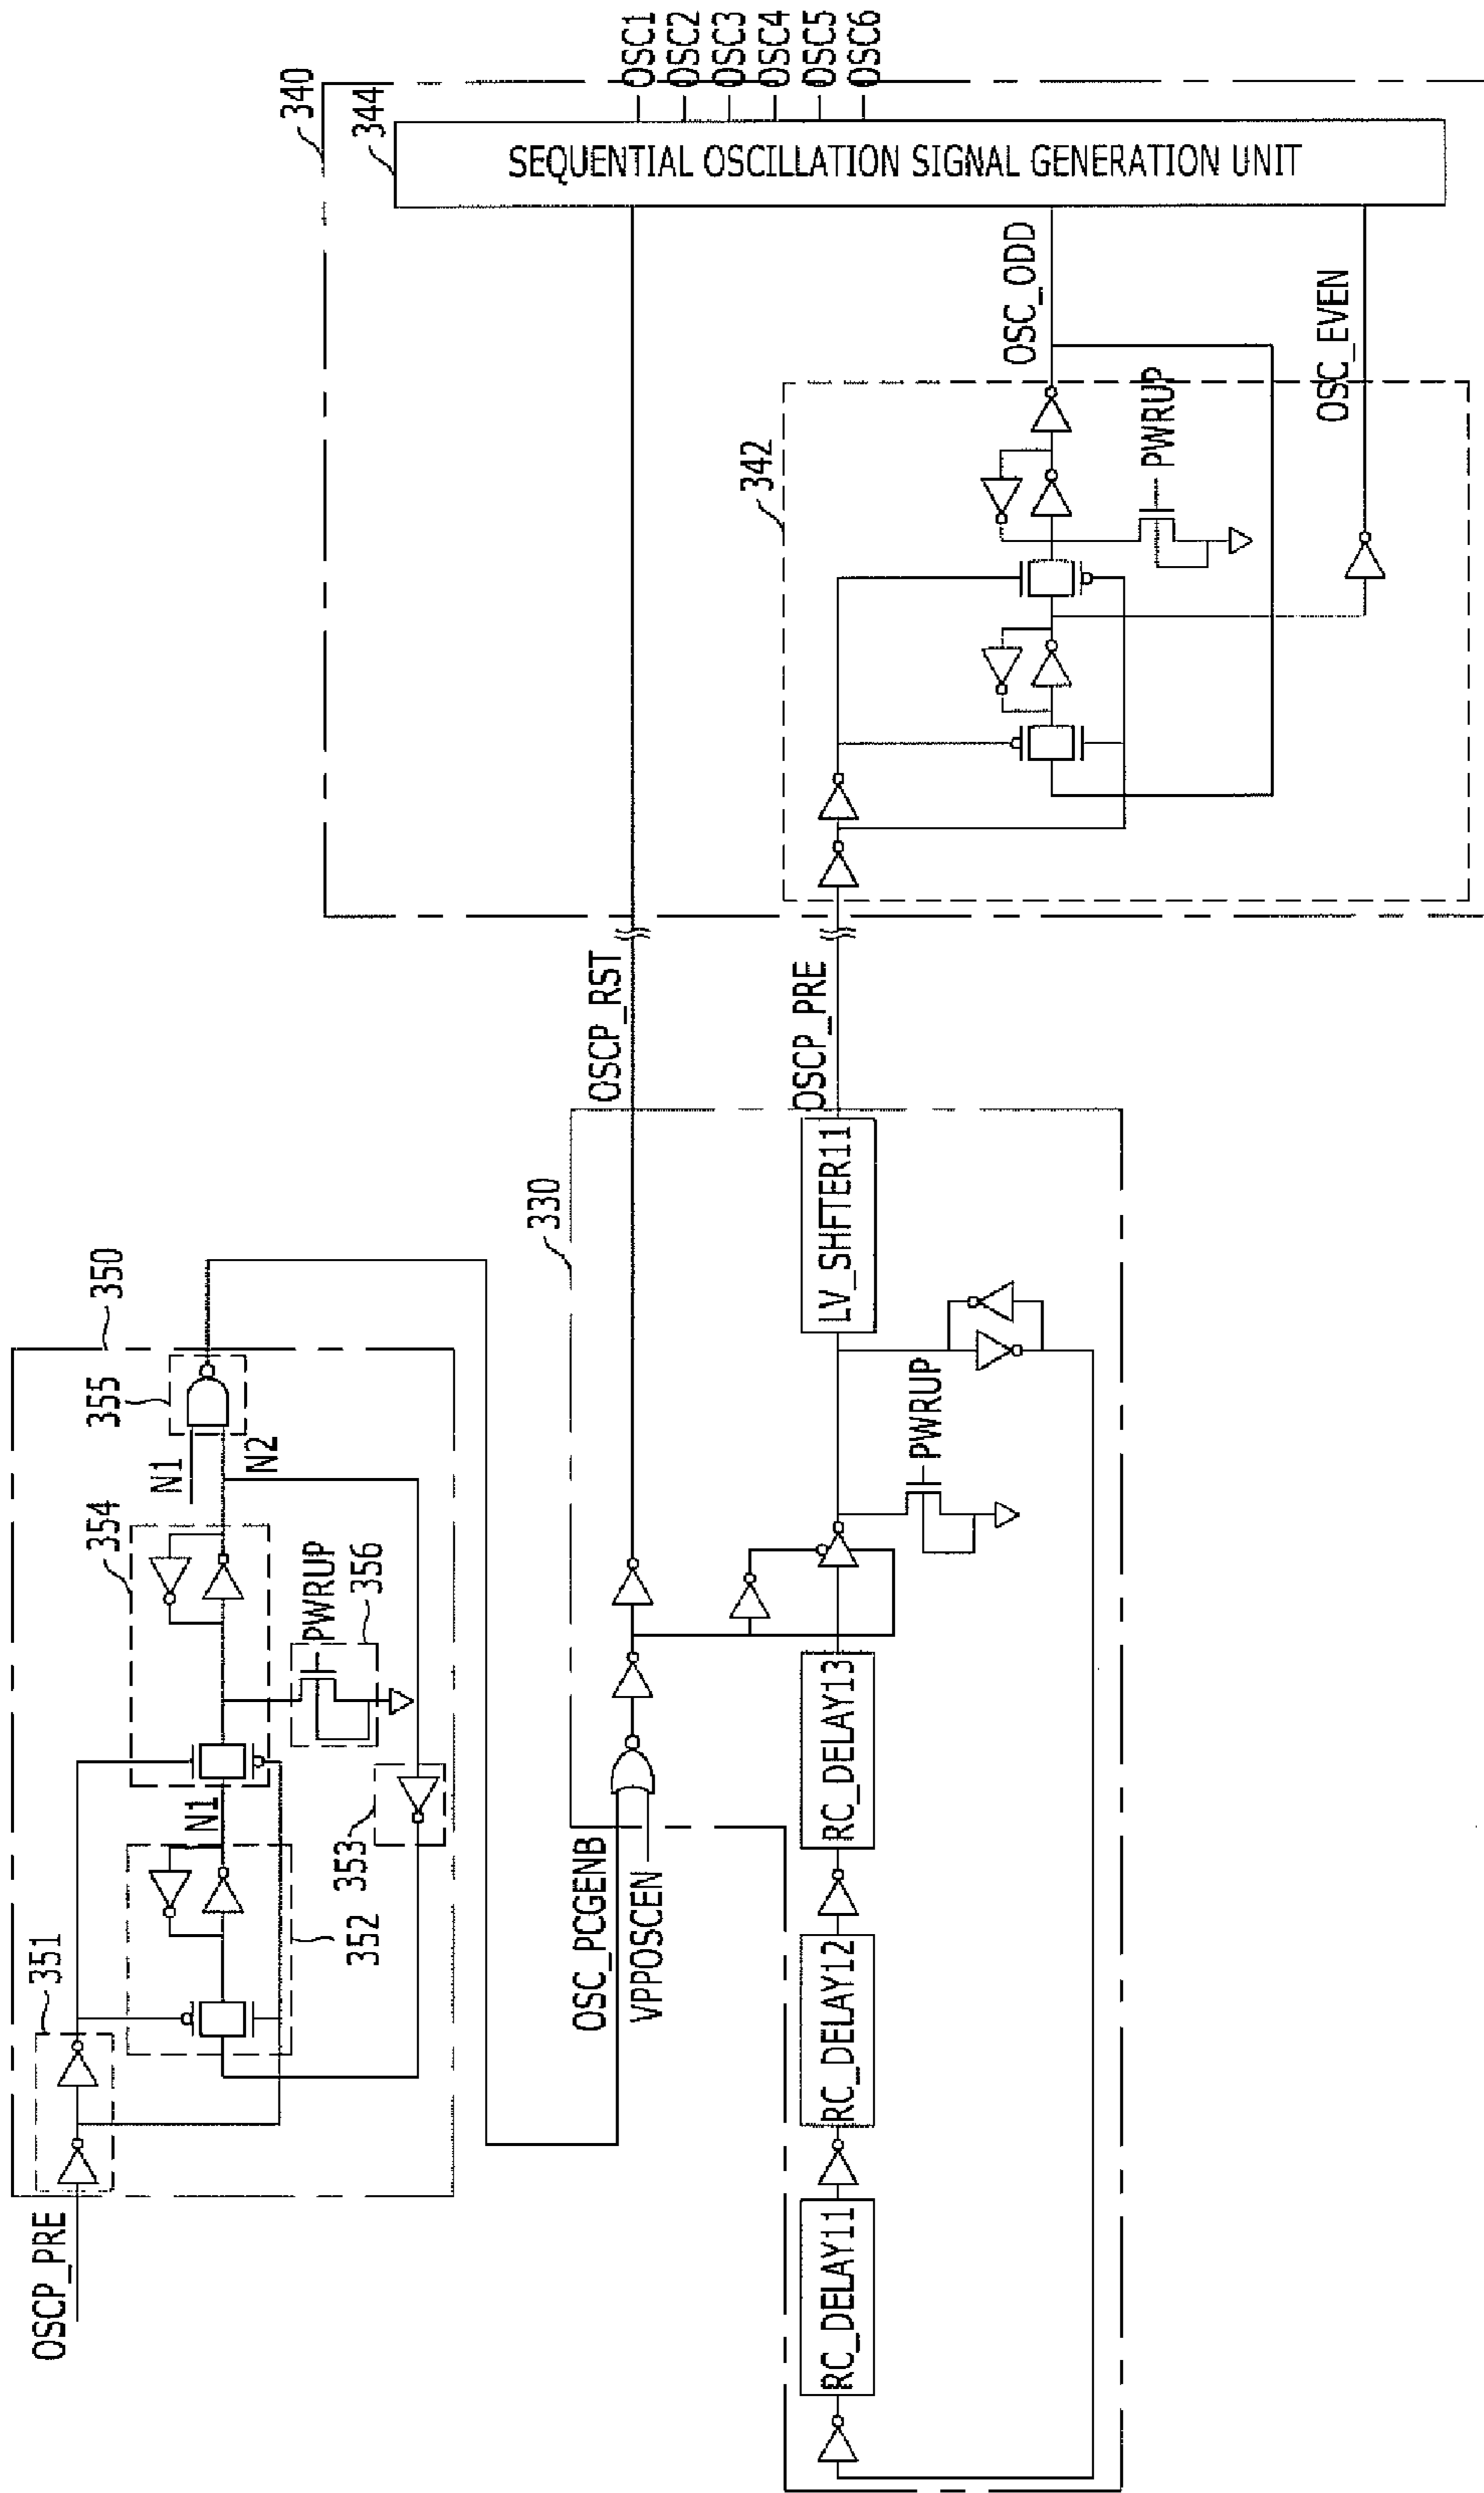 OSCP_PRE
351
352
N1
353
354
PWRUP
356
N1
N2
355
350
OSC_PCGENB
VPPOSCEN
330
RC_DELAY11
RC_DELAY12
RC_DELAY13
PWRUP
LV_SHFTER11
OSCP_RST
OSCP_PRE
340
342
PWRUP
OSC_ODD
OSC_EVEN
344
SEQUENTIAL OSCILLATION SIGNAL GENERATION UNIT
OSC1
OSC2
OSC3
OSC4
OSC5
OSC6